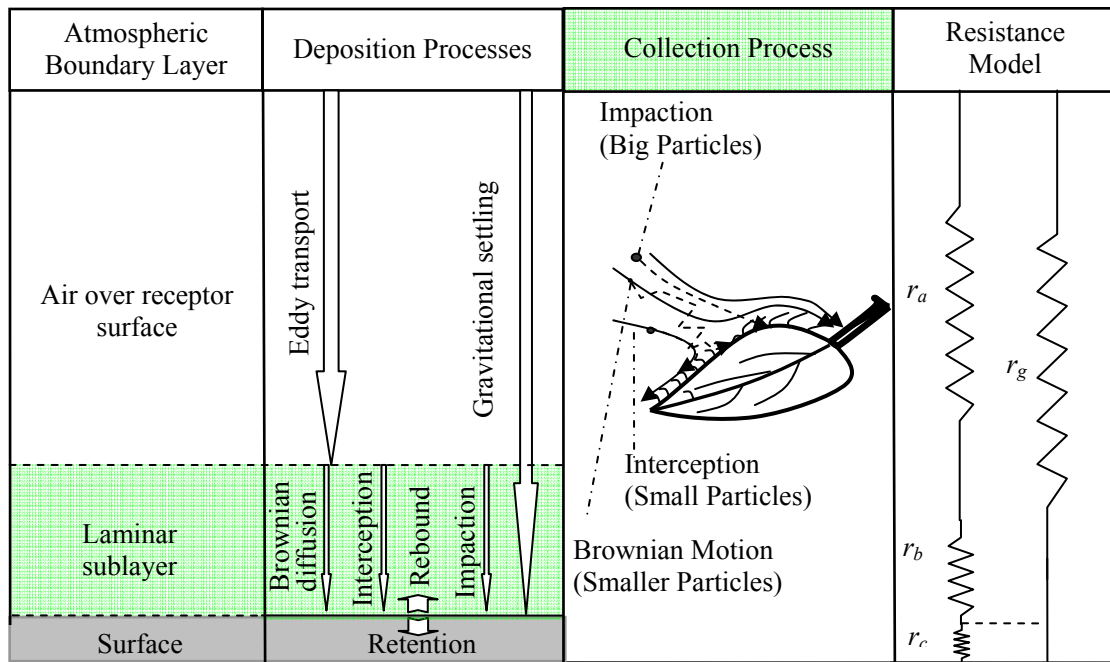 Atmospheric
Boundary Layer
Deposition Processes
Collection Process
Resistance
Model
Air over receptor
surface
Eddy transport
Gravitational settling
Impaction
(Big Particles)
Interception
(Small Particles)
Brownian Motion
(Smaller Particles)
r_a
r_g
Laminar
sublayer
Brownian
diffusion
Interception
Rebound
Impaction
r_b
Surface
Retention
r_c